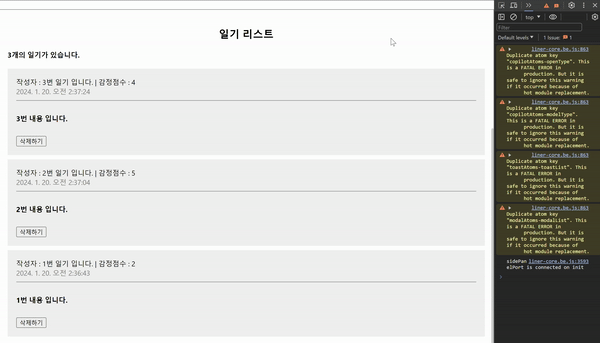 일기 리스트
3개의 일기가 있습니다.
작성자 : 3번 일기 입니다. | 감정점수 : 4
2024. 1. 20. 오전 2:37:24
3번 내용 입니다.
삭제하기
작성자 : 2번 일기 입니다. | 감정점수 : 5
2024. 1. 20. 오전 2:37:04
2번 내용 입니다.
삭제하기
작성자 : 1번 일기 입니다. | 감정점수 : 2
2024. 1. 20. 오전 2:36:43
1번 내용 입니다.
삭제하기
top
Filter
Default levels
1 Issue: 1
liner-core.be.js:863
Duplicate atom key
"copilotAtoms-openType". This
is a FATAL ERROR in
production. But it is
safe to ignore this warning
if it occurred because of
hot module replacement.
liner-core.be.js:863
Duplicate atom key
"copilotAtoms-modelType".
This is a FATAL ERROR in
production. But it is
safe to ignore this warning
if it occurred because of
hot module replacement.
liner-core.be.js:863
Duplicate atom key
"toastAtoms-toastList". This
is a FATAL ERROR in
production. But it is
safe to ignore this warning
if it occurred because of
hot module replacement.
liner-core.be.js:863
Duplicate atom key
"modalAtoms-modalList". This
is a FATAL ERROR in
production. But it is
safe to ignore this warning
if it occurred because of
hot module replacement.
sidePan liner-core.be.js:3593
elPort is connected on init